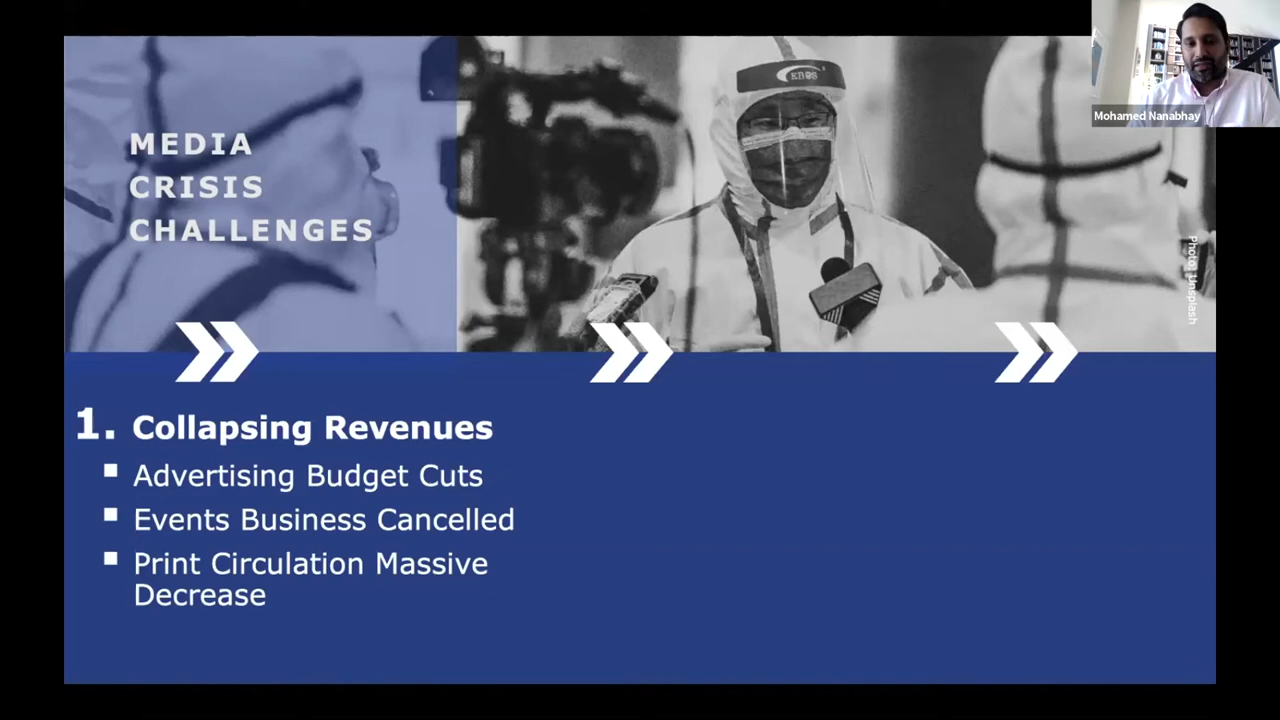 MEDIA
CRISIS
CHALLENGES
EBOS
Mohamed Nanabhay
Photo: Unsplash
1. Collapsing Revenues
Advertising Budget Cuts
Events Business Cancelled
Print Circulation Massive
Decrease